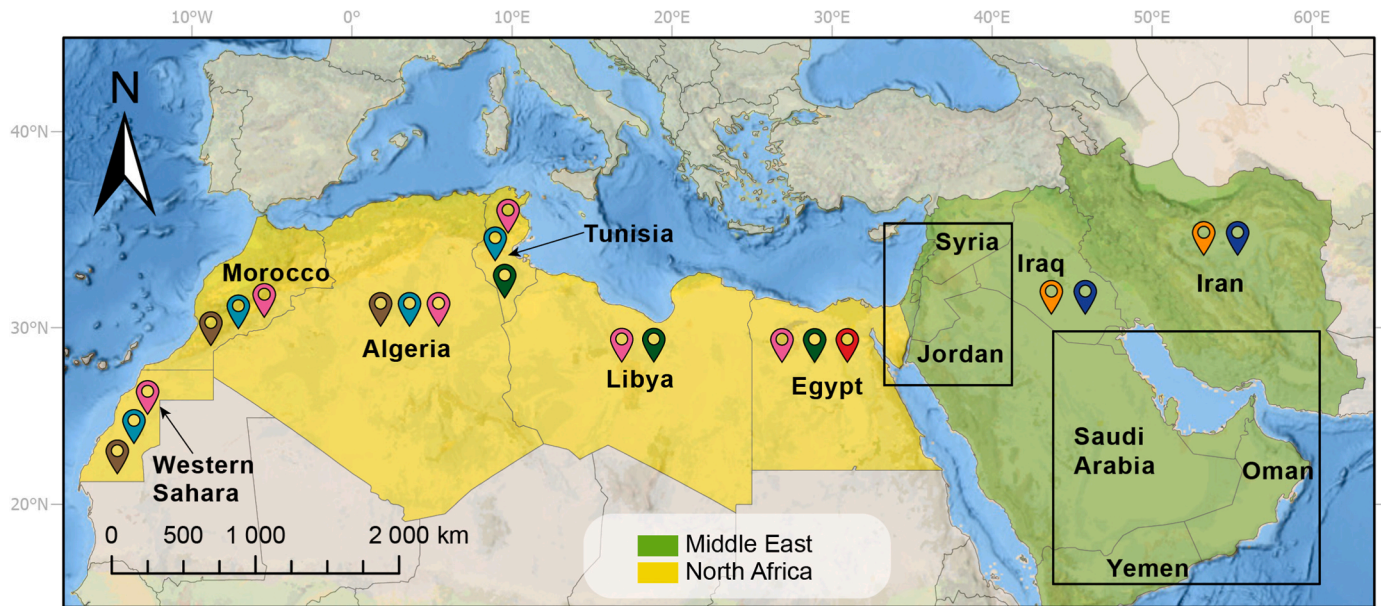 10°W 0° 10°E 20°E 30°E 40°E 50°E 60°E
N
40°N
30°N
20°N
Tunisia
Syria
Morocco
Iraq
Iran
Algeria
Jordan
Libya
Egypt
Saudi
Arabia
Oman
Western
Sahara
0 500 1 000 2 000 km
Middle East
North Africa
Yemen